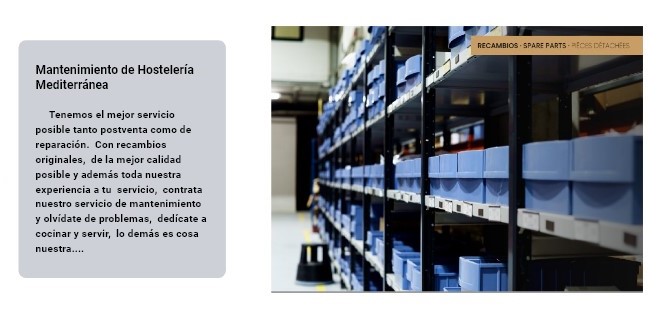 Mantenimiento de Hostelería
Mediterránea
Tenemos el mejor servicio
posible tanto postventa como de
reparación. Con recambios
originales, de la mejor calidad
posible y además toda nuestra
experiencia a tu servicio, contrata
nuestro servicio de mantenimiento
y olvídate de problemas, dedícate a
cocinar y servir, lo demás es cosa
nuestra....
RECAMBIOS · SPARE PARTS · PIÈCES DÉTACHÉES